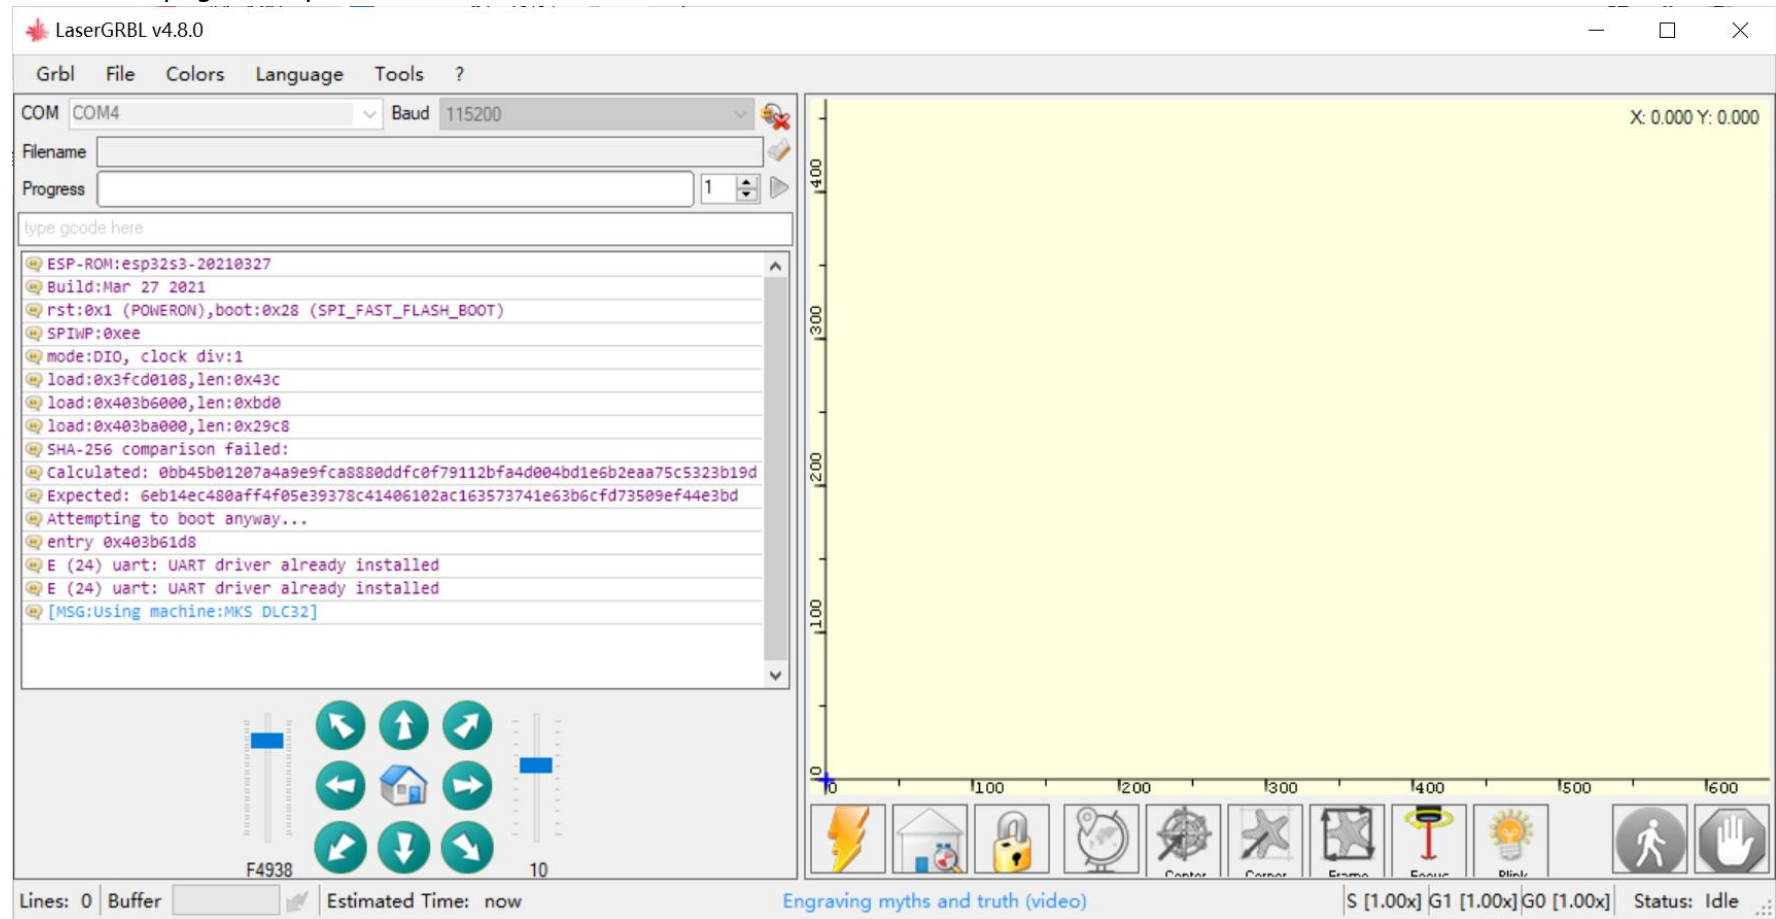 LaserGRBL v4.8.0
Grbl File Colors Language Tools ?
COM COM4 Baud 115200
Filename
Progress 1
type gcode here
ESP-ROM:esp32s3-20210327
Build:Mar 27 2021
rst:0x1 (POWERON),boot:0x28 (SPI_FAST_FLASH_BOOT)
SPIWP:0xee
mode:DIO, clock div:1
load:0x3fcd0108,len:0x43c
load:0x403b6000,len:0xbd0
load:0x403ba000,len:0x29c8
SHA-256 comparison failed:
Calculated: 0bb45b01207a4a9e9fca8880ddfc0f79112bfa4d004bd1e6b2eaa75c5323b19d
Expected: 6eb14ec480aff4f05e39378c41406102ac163573741e63b6cfd73509ef44e3bd
Attempting to boot anyway...
entry 0x403b61d8
E (24) uart: UART driver already installed
E (24) uart: UART driver already installed
[MSG:Using machine:MKS DLC32]
F4938 10
X: 0.000 Y: 0.000
400
300
200
100
0
0 100 200 300 400 500 600
Center Corner Frame Focus Blink
Lines: 0 Buffer Estimated Time: now Engraving myths and truth (video) S [1.00x] G1 [1.00x] G0 [1.00x] Status: Idle